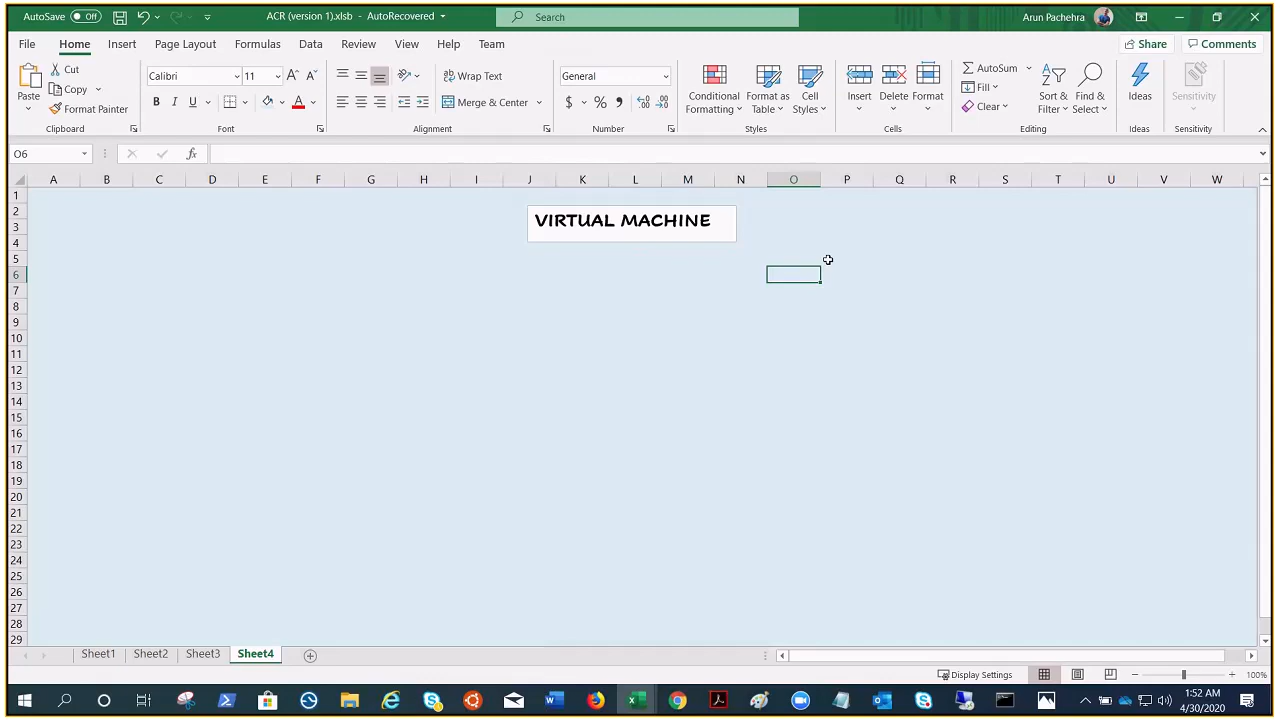 AutoSave Off ACR (version 1).xlsb - AutoRecovered Search Arun Pachehra
File Home Insert Page Layout Formulas Data Review View Help Team Share Comments
Paste Cut Copy Format Painter Clipboard
Calibri 11 B I U A Font
Wrap Text Merge & Center Alignment
General $ % Number
Conditional Formatting Format as Table Cell Styles Styles
Insert Delete Format Cells
AutoSum Fill Clear Sort & Filter Find & Select Editing
Ideas Ideas
Sensitivity Sensitivity
O6 fx
A B C D E F G H I J K L M N O P Q R S T U V W
1
2
VIRTUAL MACHINE
3
4
5
6
7
8
9
10
11
12
13
14
15
16
17
18
19
20
21
22
23
24
25
26
27
28
29
Sheet1 Sheet2 Sheet3 Sheet4
Display Settings 100%
1:52 AM
4/30/2020